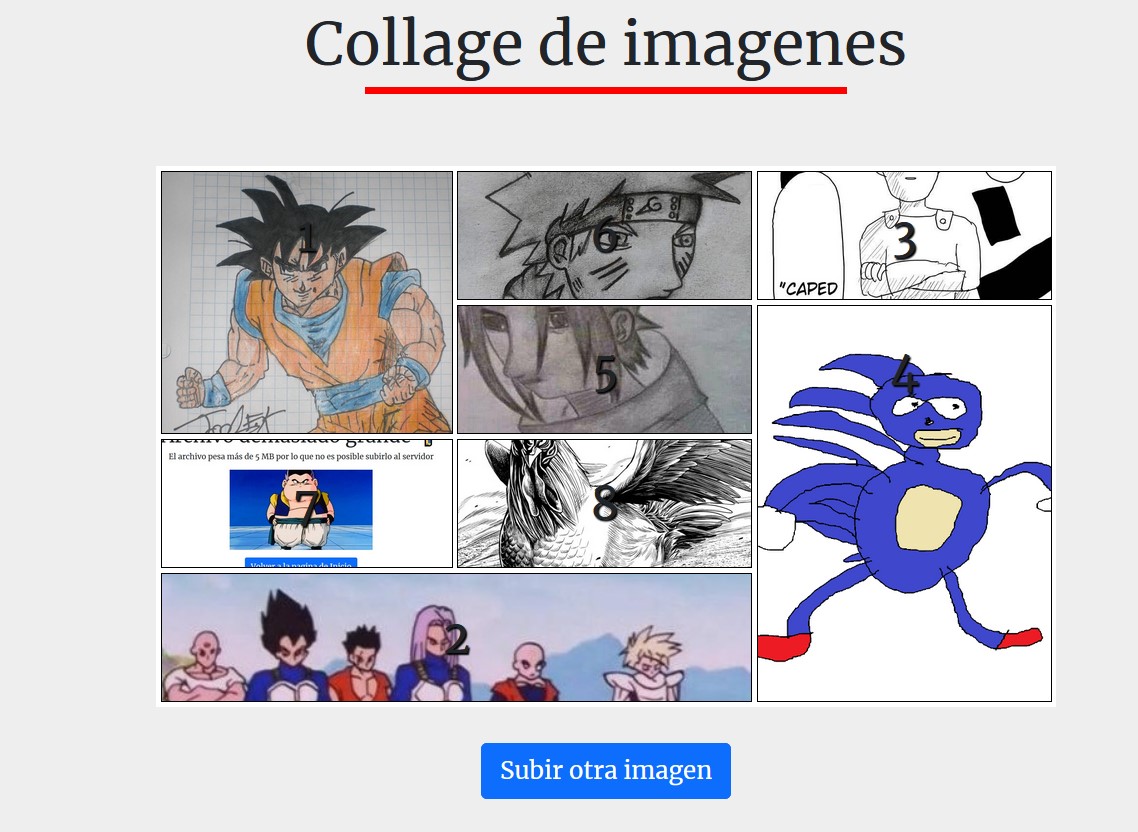 Collage de imagenes
1
6
3
"CAPED
5
4
Archivo demasiado grande
El archivo pesa más de 5 MB por lo que no es posible subirlo al servidor
7
Volver a la pagina de Inicio
8
2
Subir otra imagen